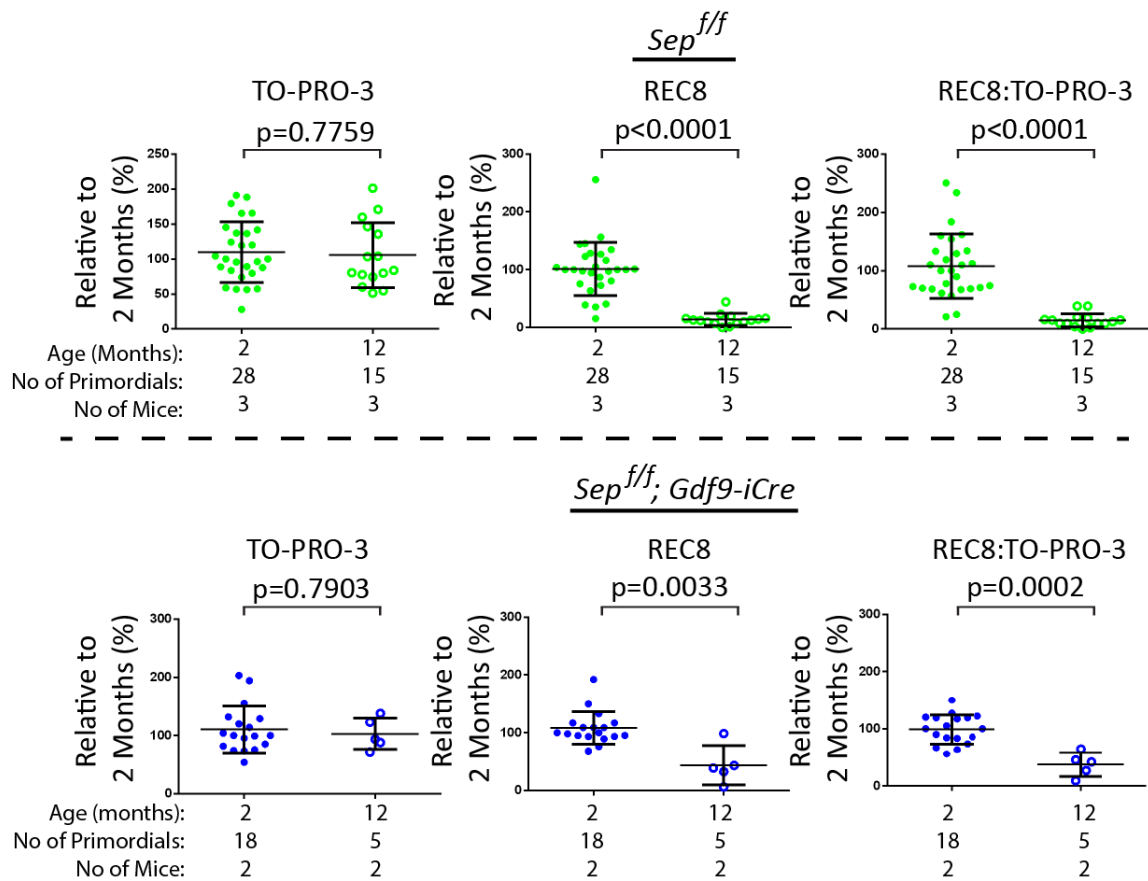 Sep f/f
TO-PRO-3
REC8
REC8:TO-PRO-3
p=0.7759
p<0.0001
p<0.0001
Relative to
2 Months (%)
250
200
150
100
50
0
Relative to
2 Months (%)
300
200
100
0
Relative to
2 Months (%)
300
200
100
0
Age (Months): 2 12 2 12 2 12
No of Primordials: 28 15 28 15 28 15
No of Mice: 3 3 3 3 3 3
Sep f/f; Gdf9-iCre
TO-PRO-3
REC8
REC8:TO-PRO-3
p=0.7903
p=0.0033
p=0.0002
Relative to
2 Months (%)
300
200
100
0
Relative to
2 Months (%)
300
200
100
0
Relative to
2 Months (%)
300
200
100
0
Age (months): 2 12 2 12 2 12
No of Primordials: 18 5 18 5 18 5
No of Mice: 2 2 2 2 2 2